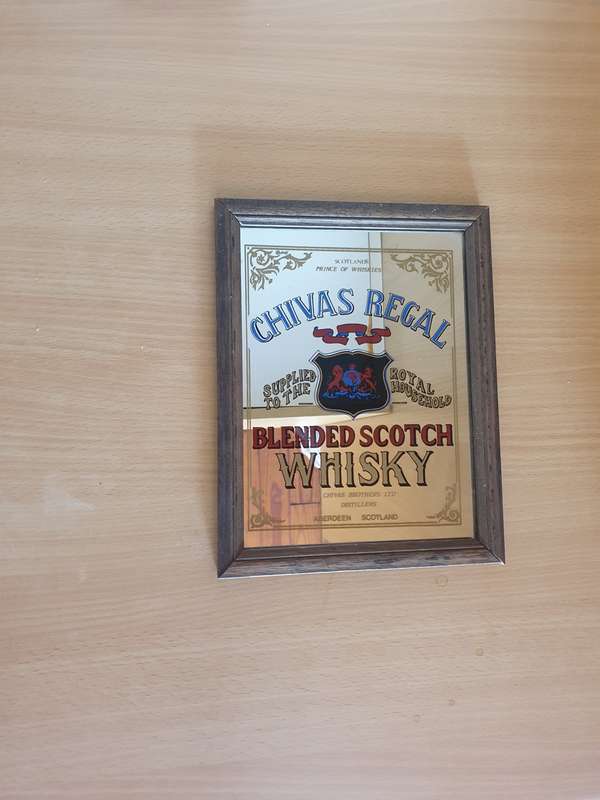 SCOTLANDS
PRINCE OF WHISKIES
CHIVAS REGAL
SUPPLIED TO THE
ROYAL HOUSEHOLD
BLENDED SCOTCH
WHISKY
CHIVAS BROTHERS LTD
DISTILLERS
ABERDEEN SCOTLAND